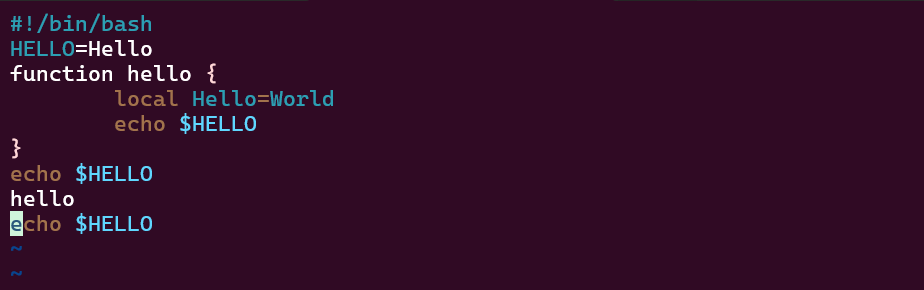 #!/bin/bash
HELLO=Hello
function hello {
        local Hello=World
        echo $HELLO
}
echo $HELLO
hello
echo $HELLO
~
~